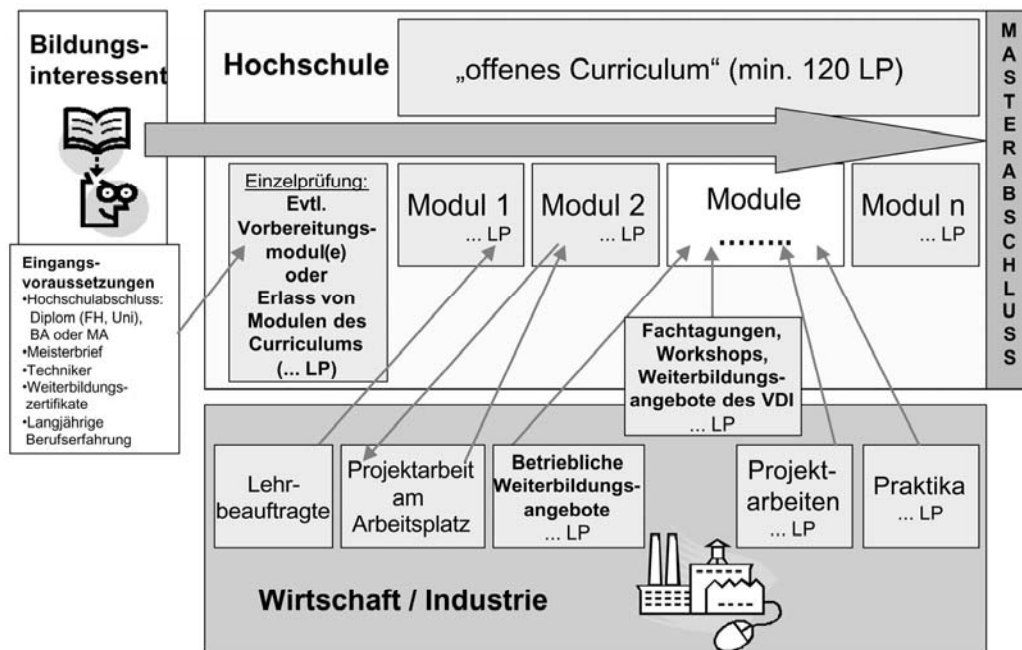 Bildungs-
interessent
Eingangs-
voraussetzungen
•Hochschulabschluss:
Diplom (FH, Uni),
BA oder MA
•Meisterbrief
•Techniker
•Weiterbildungs-
zertifikate
•Langjährige
Berufserfahrung
Hochschule
„offenes Curriculum“ (min. 120 LP)
Einzelprüfung:
Evtl.
Vorbereitungs-
modul(e)
oder
Erlass von
Modulen des
Curriculums
(... LP)
Modul 1
... LP
Modul 2
... LP
Module
........
Modul n
... LP
Fachtagungen,
Workshops,
Weiterbildungs-
angebote des VDI
... LP
MASTERABSCHLUSS
Lehr-
beauftragte
Projektarbeit
am
Arbeitsplatz
Betriebliche
Weiterbildungs-
angebote
... LP
Projekt-
arbeiten
... LP
Praktika
... LP
Wirtschaft / Industrie